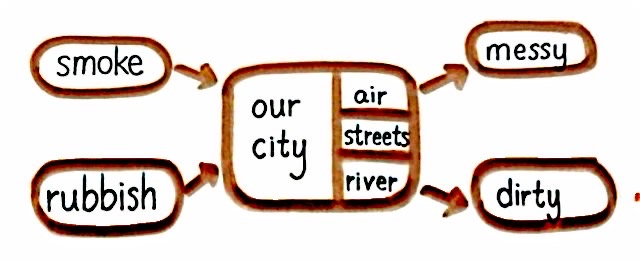 smoke
rubbish
our
city
air
streets
river
messy
dirty